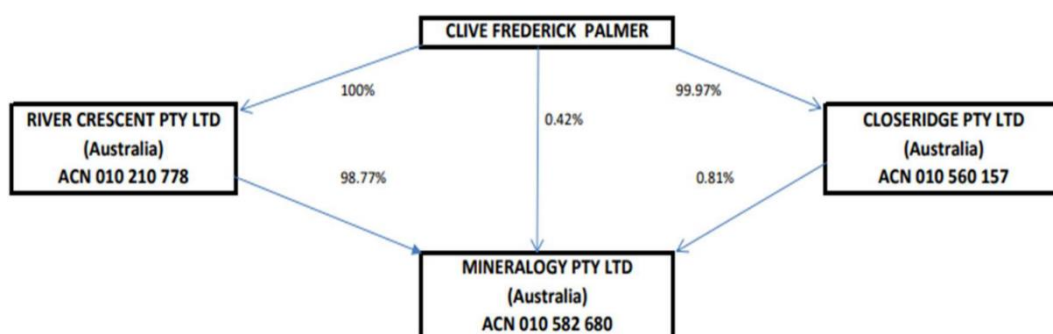 CLIVE FREDERICK PALMER
100%
0.42%
99.97%
RIVER CRESCENT PTY LTD
(Australia)
ACN 010 210 778
CLOSERIDGE PTY LTD
(Australia)
ACN 010 560 157
98.77%
0.81%
MINERALOGY PTY LTD
(Australia)
ACN 010 582 680